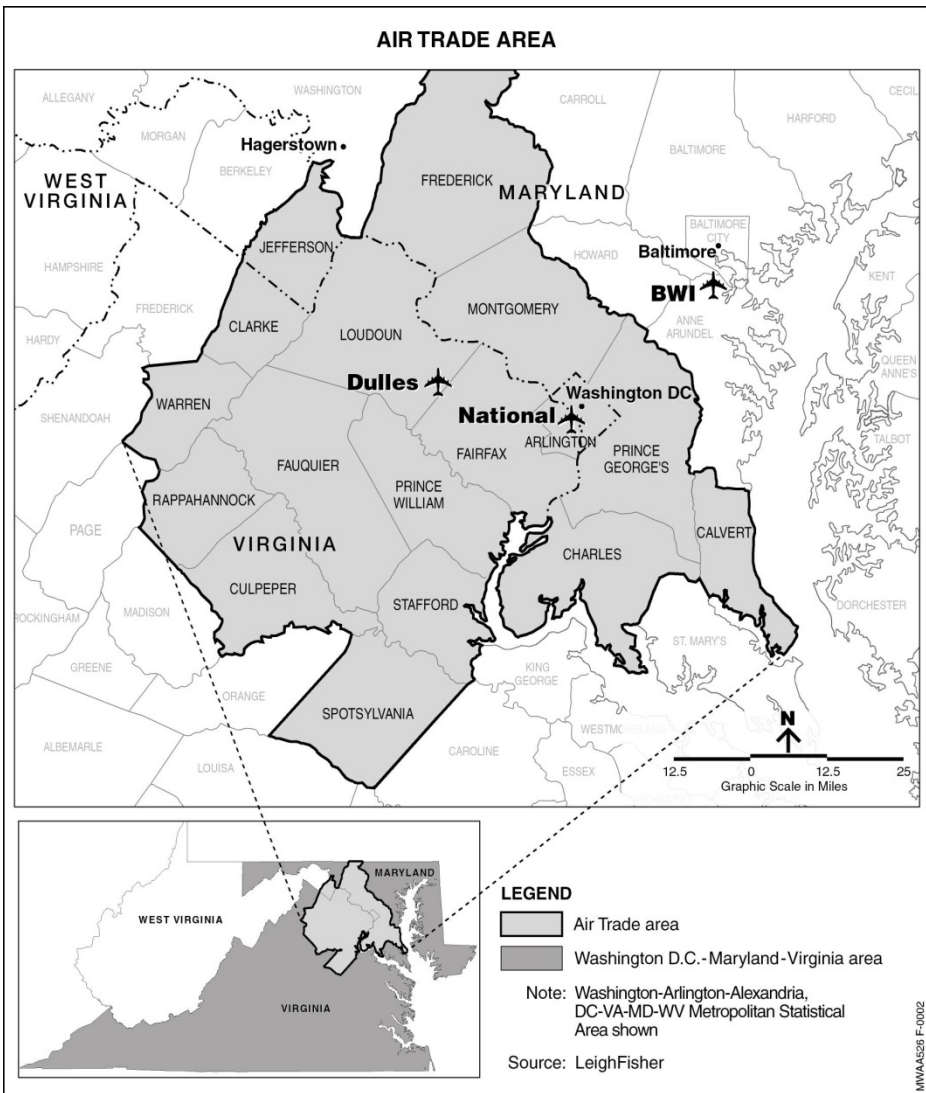 AIR TRADE AREA
ALLEGANY
WASHINGTON
CARROLL
CECIL
HARFORD
MORGAN
Hagerstown
BALTIMORE
BERKELEY
WEST
VIRGINIA
FREDERICK
MARYLAND
BALTIMORE
CITY
JEFFERSON
HOWARD
Baltimore
HAMPSHIRE
KENT
BWI
FREDERICK
MONTGOMERY
CLARKE
LOUDOUN
ANNE
ARUNDEL
HARDY
QUEEN
ANNE'S
Dulles
WARREN
Washington DC
SHENANDOAH
National
ARLINGTON
TALBOT
FAUQUIER
FAIRFAX
PRINCE
GEORGE'S
PRINCE
WILLIAM
RAPPAHANNOCK
PAGE
CALVERT
VIRGINIA
CHARLES
CULPEPER
STAFFORD
ROCKINGHAM
MADISON
DORCHESTER
ST. MARY'S
GREENE
KING
GEORGE
ORANGE
SPOTSYLVANIA
N
WESTMO
ALBEMARLE
CAROLINE
LOUISA
ESSEX
12.5 0 12.5 25
Graphic Scale in Miles
MARYLAND
WEST VIRGINIA
VIRGINIA
LEGEND
Air Trade area
Washington D.C.-Maryland-Virginia area
Note: Washington-Arlington-Alexandria,
DC-VA-MD-WV Metropolitan Statistical
Area shown
Source: LeighFisher
MWAA526 F-0002